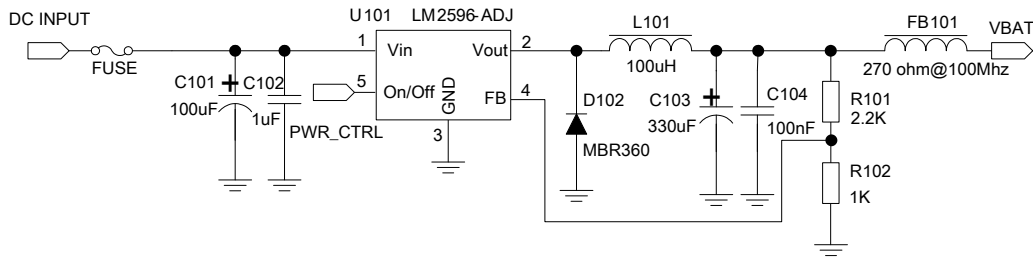 DC INPUT
FUSE
C101
100uF
+
C102
1uF
PWR_CTRL
U101
LM2596-ADJ
1
Vin
5
On/Off
GND
3
Vout
2
FB
4
D102
MBR360
L101
100uH
C103
330uF
+
C104
100nF
R101
2.2K
R102
1K
FB101
270 ohm@100Mhz
VBAT